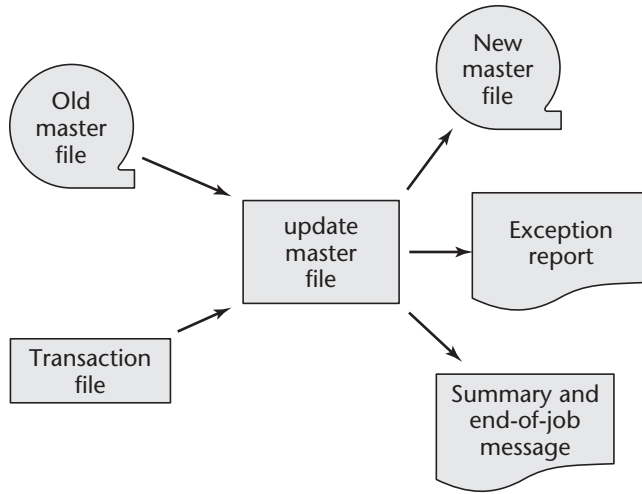 Old
master
file
New
master
file
update
master
file
Exception
report
Transaction
file
Summary and
end-of-job
message